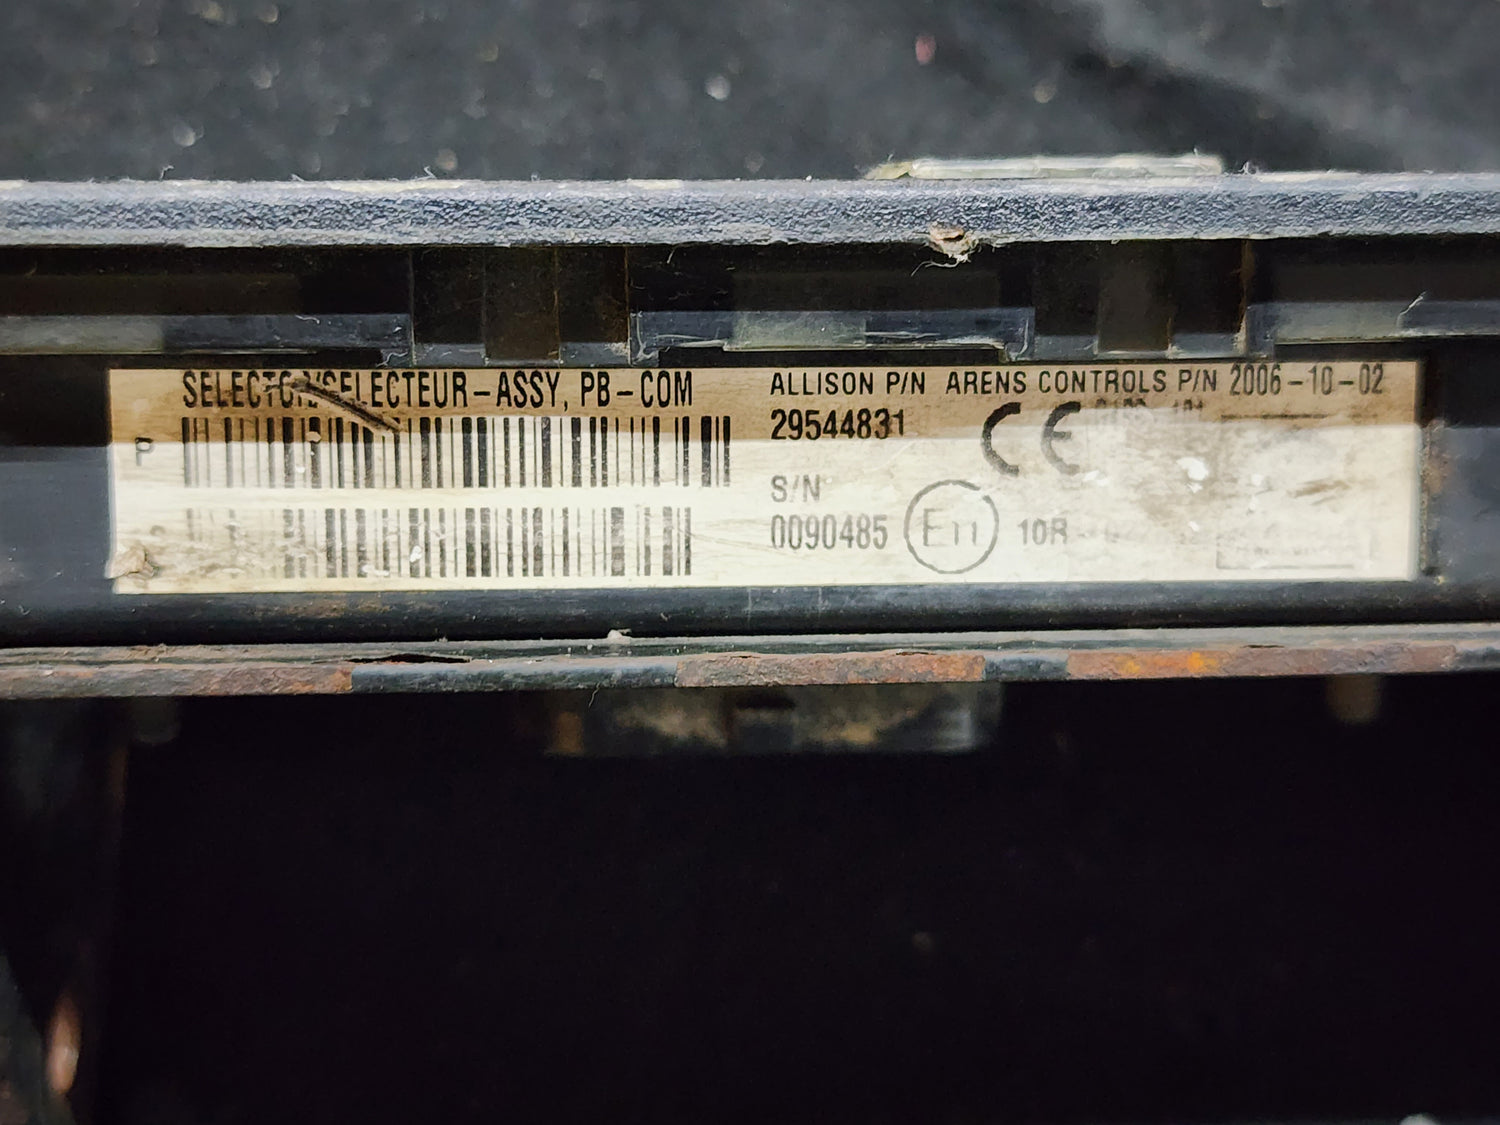 SELECTOR/SELECTEUR-ASSY, PB-COM
P
S
ALLISON P/N ARENS CONTROLS P/N 2006-10-02
29544831
CE
S/N
0090485 E11 10R